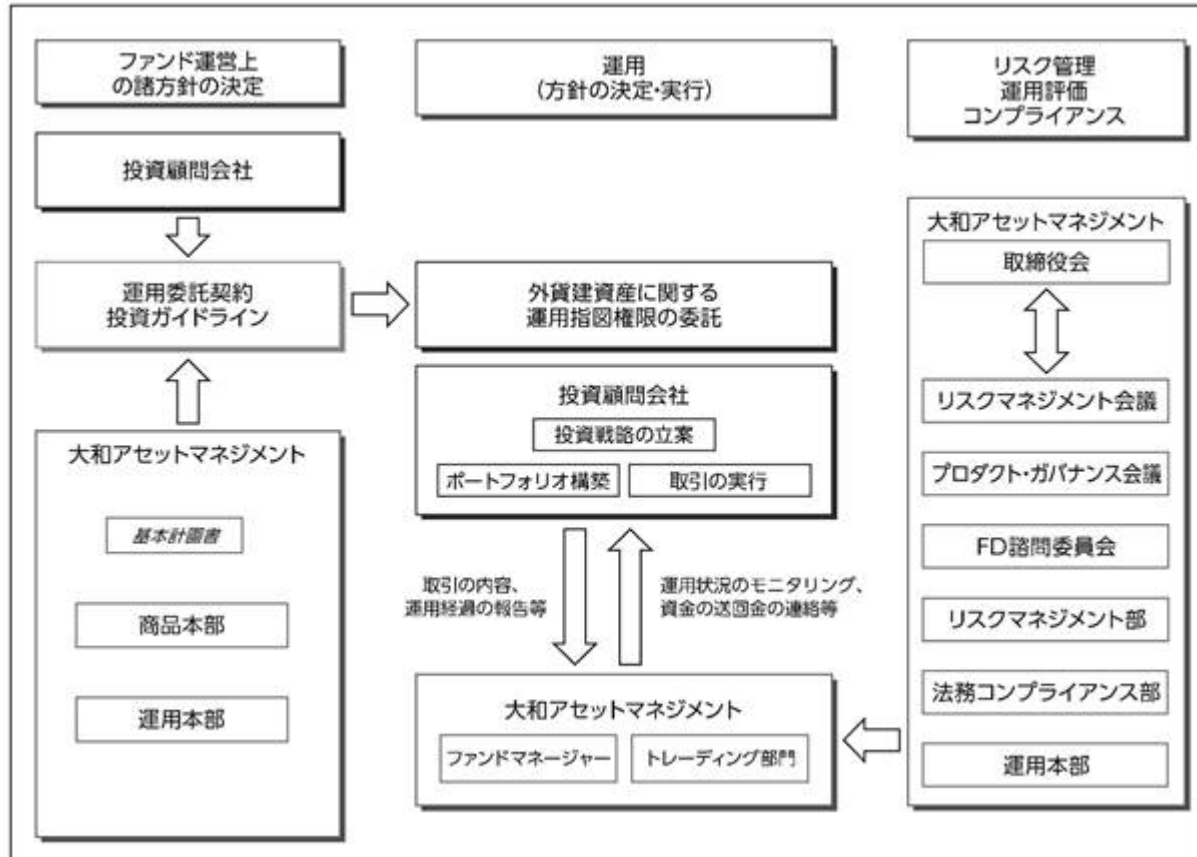 ファンド運営上
の諸方針の決定
運用
(方針の決定・実行)
リスク管理
運用評価
コンプライアンス
投資顧問会社
運用委託契約
投資ガイドライン
大和アセットマネジメント
基本計画書
商品本部
運用本部
外貨建資産に関する
運用指図権限の委託
投資顧問会社
投資戦略の立案
ポートフォリオ構築
取引の実行
取引の内容、
運用経過の報告等
運用状況のモニタリング、
資金の送回金の連絡等
大和アセットマネジメント
ファンドマネージャー
トレーディング部門
大和アセットマネジメント
取締役会
リスクマネジメント会議
プロダクト・ガバナンス会議
FD諮問委員会
リスクマネジメント部
法務コンプライアンス部
運用本部